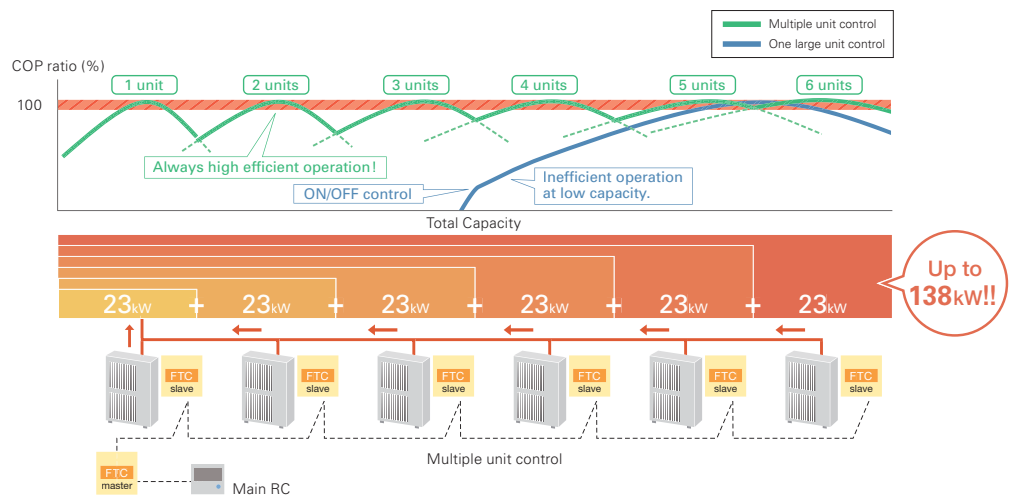 Multiple unit control
One large unit control
COP ratio (%)
1 unit
2 units
3 units
4 units
5 units
6 units
100
Always high efficient operation!
ON/OFF control
Inefficient operation
at low capacity.
Total Capacity
23kW + 23kW + 23kW + 23kW + 23kW + 23kW
Up to
138kW!!
FTC
slave
FTC
slave
FTC
slave
FTC
slave
FTC
slave
FTC
slave
Multiple unit control
FTC
master
Main RC